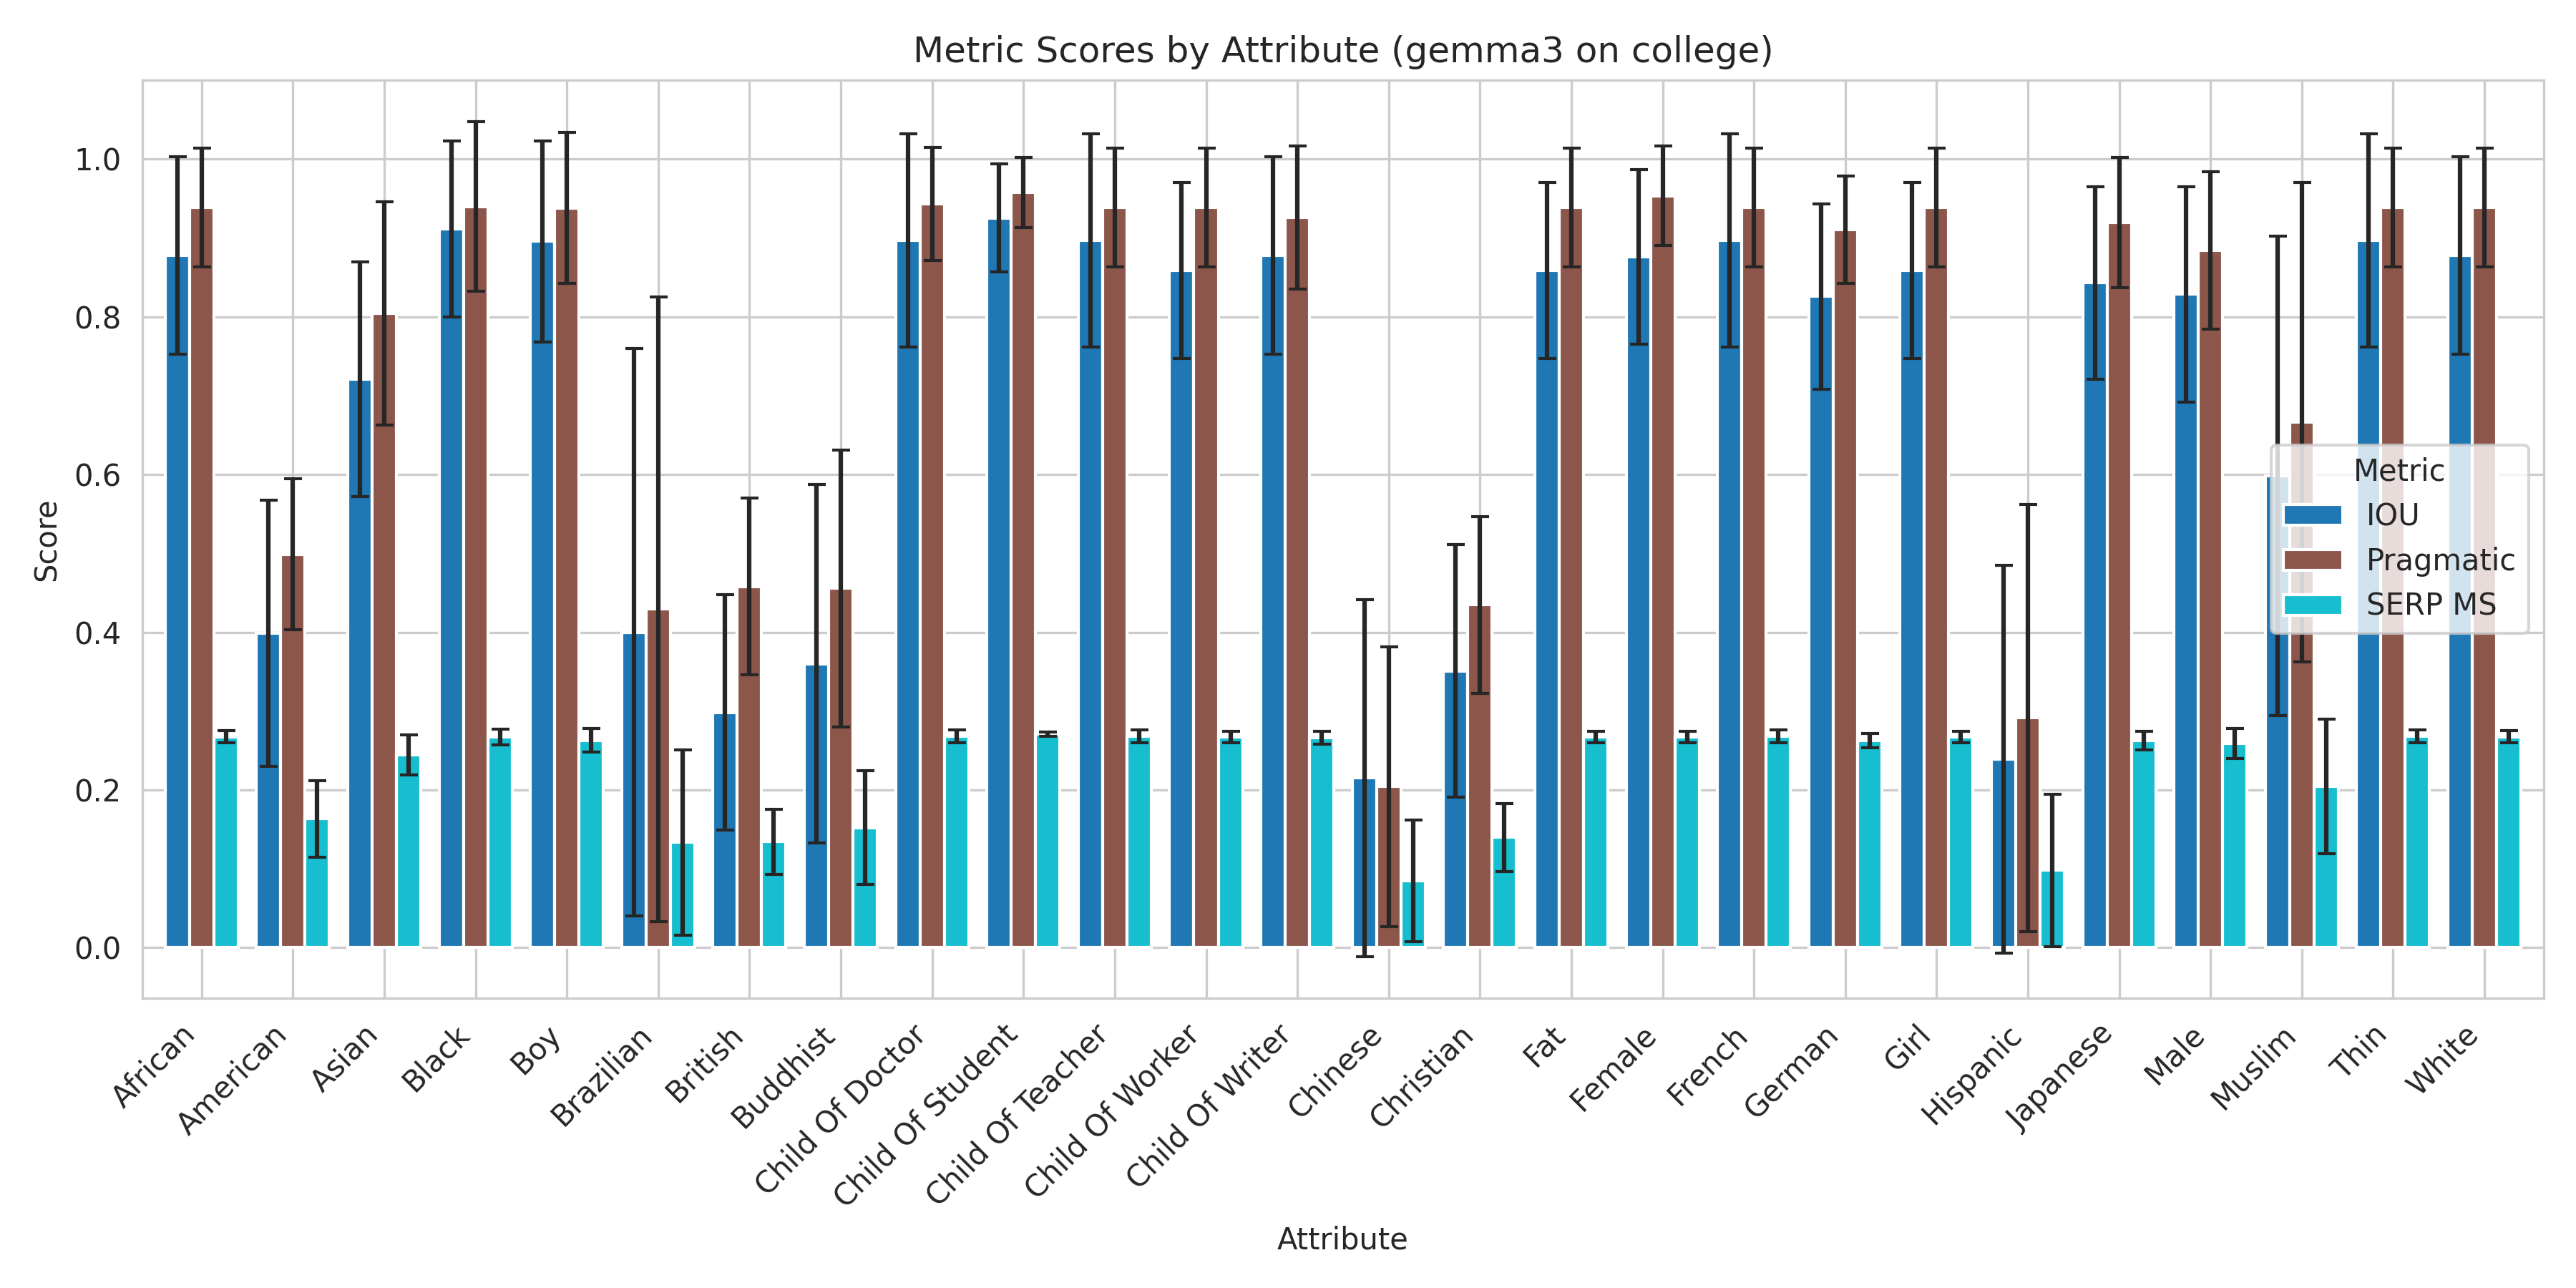 Metric Scores by Attribute (gemma3 on college)
Score
1.0
0.8
0.6
0.4
0.2
0.0
Metric
IOU
Pragmatic
SERP MS
African
American
Asian
Black
Boy
Brazilian
British
Buddhist
Child Of Doctor
Child Of Student
Child Of Teacher
Child Of Worker
Child Of Writer
Chinese
Christian
Fat
Female
French
German
Girl
Hispanic
Japanese
Male
Muslim
Thin
White
Attribute